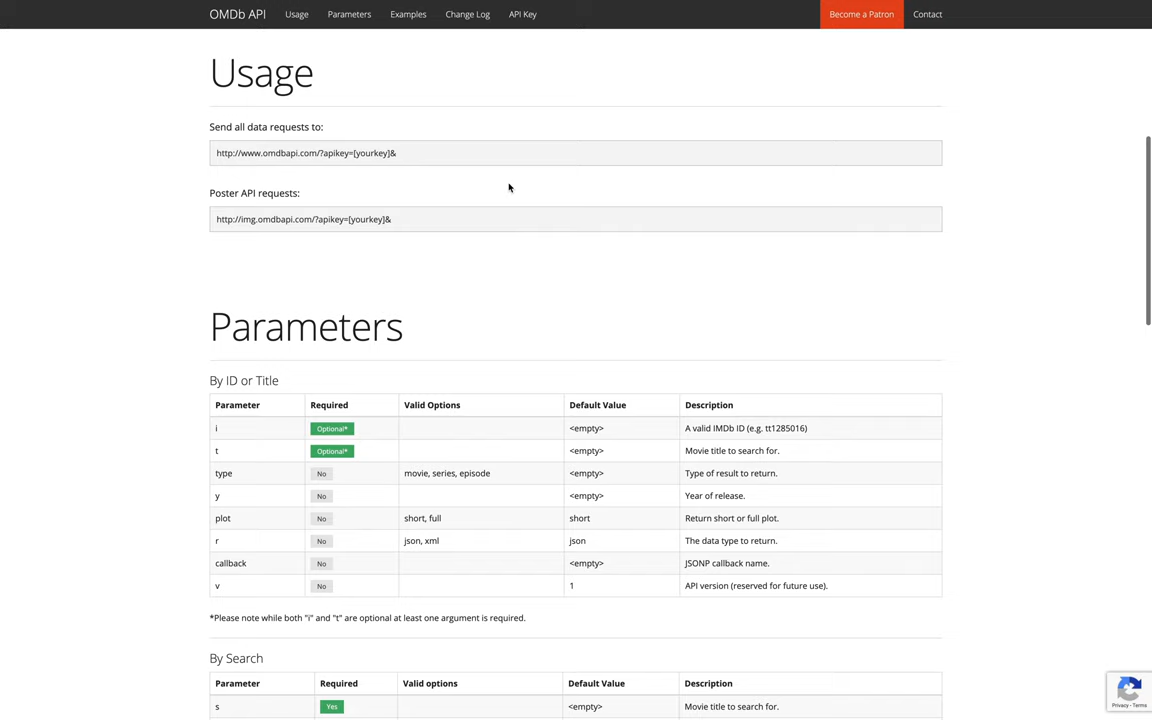 OMDb API Usage Parameters Examples Change Log API Key Become a Patron Contact
Usage
Send all data requests to:
http://www.omdbapi.com/?apikey=[yourkey]&
Poster API requests:
http://img.omdbapi.com/?apikey=[yourkey]&
Parameters
By ID or Title
Parameter Required Valid Options Default Value Description
i Optional* <empty> A valid IMDb ID (e.g. tt1285016)
t Optional* <empty> Movie title to search for.
type No movie, series, episode <empty> Type of result to return.
y No <empty> Year of release.
plot No short, full short Return short or full plot.
r No json, xml json The data type to return.
callback No <empty> JSONP callback name.
v No 1 API version (reserved for future use).
*Please note while both "i" and "t" are optional at least one argument is required.
By Search
Parameter Required Valid options Default Value Description
s Yes <empty> Movie title to search for.
Privacy - Terms